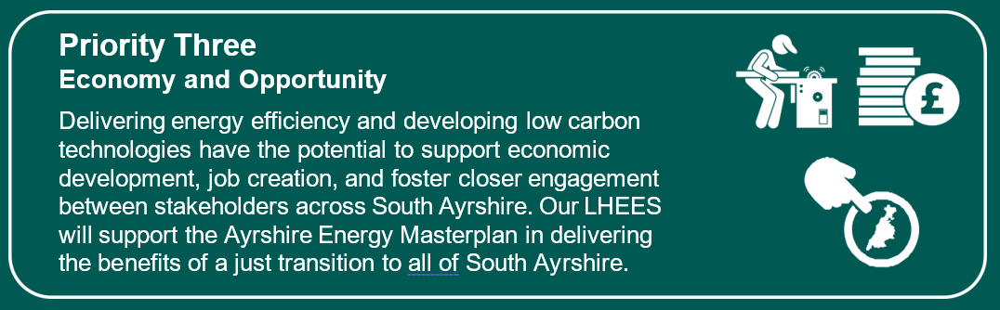 Priority Three
Economy and Opportunity
Delivering energy efficiency and developing low carbon
technologies have the potential to support economic
development, job creation, and foster closer engagement
between stakeholders across South Ayrshire. Our LHEES
will support the Ayrshire Energy Masterplan in delivering
the benefits of a just transition to all of South Ayrshire.
£